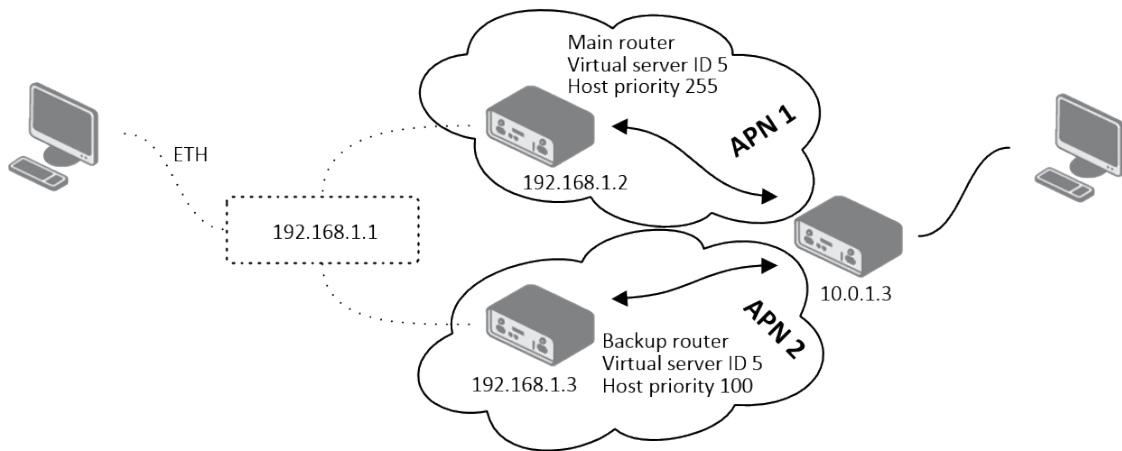 Main router
Virtual server ID 5
Host priority 255
APN 1
192.168.1.2
ETH
192.168.1.1
10.0.1.3
APN 2
Backup router
Virtual server ID 5
Host priority 100
192.168.1.3